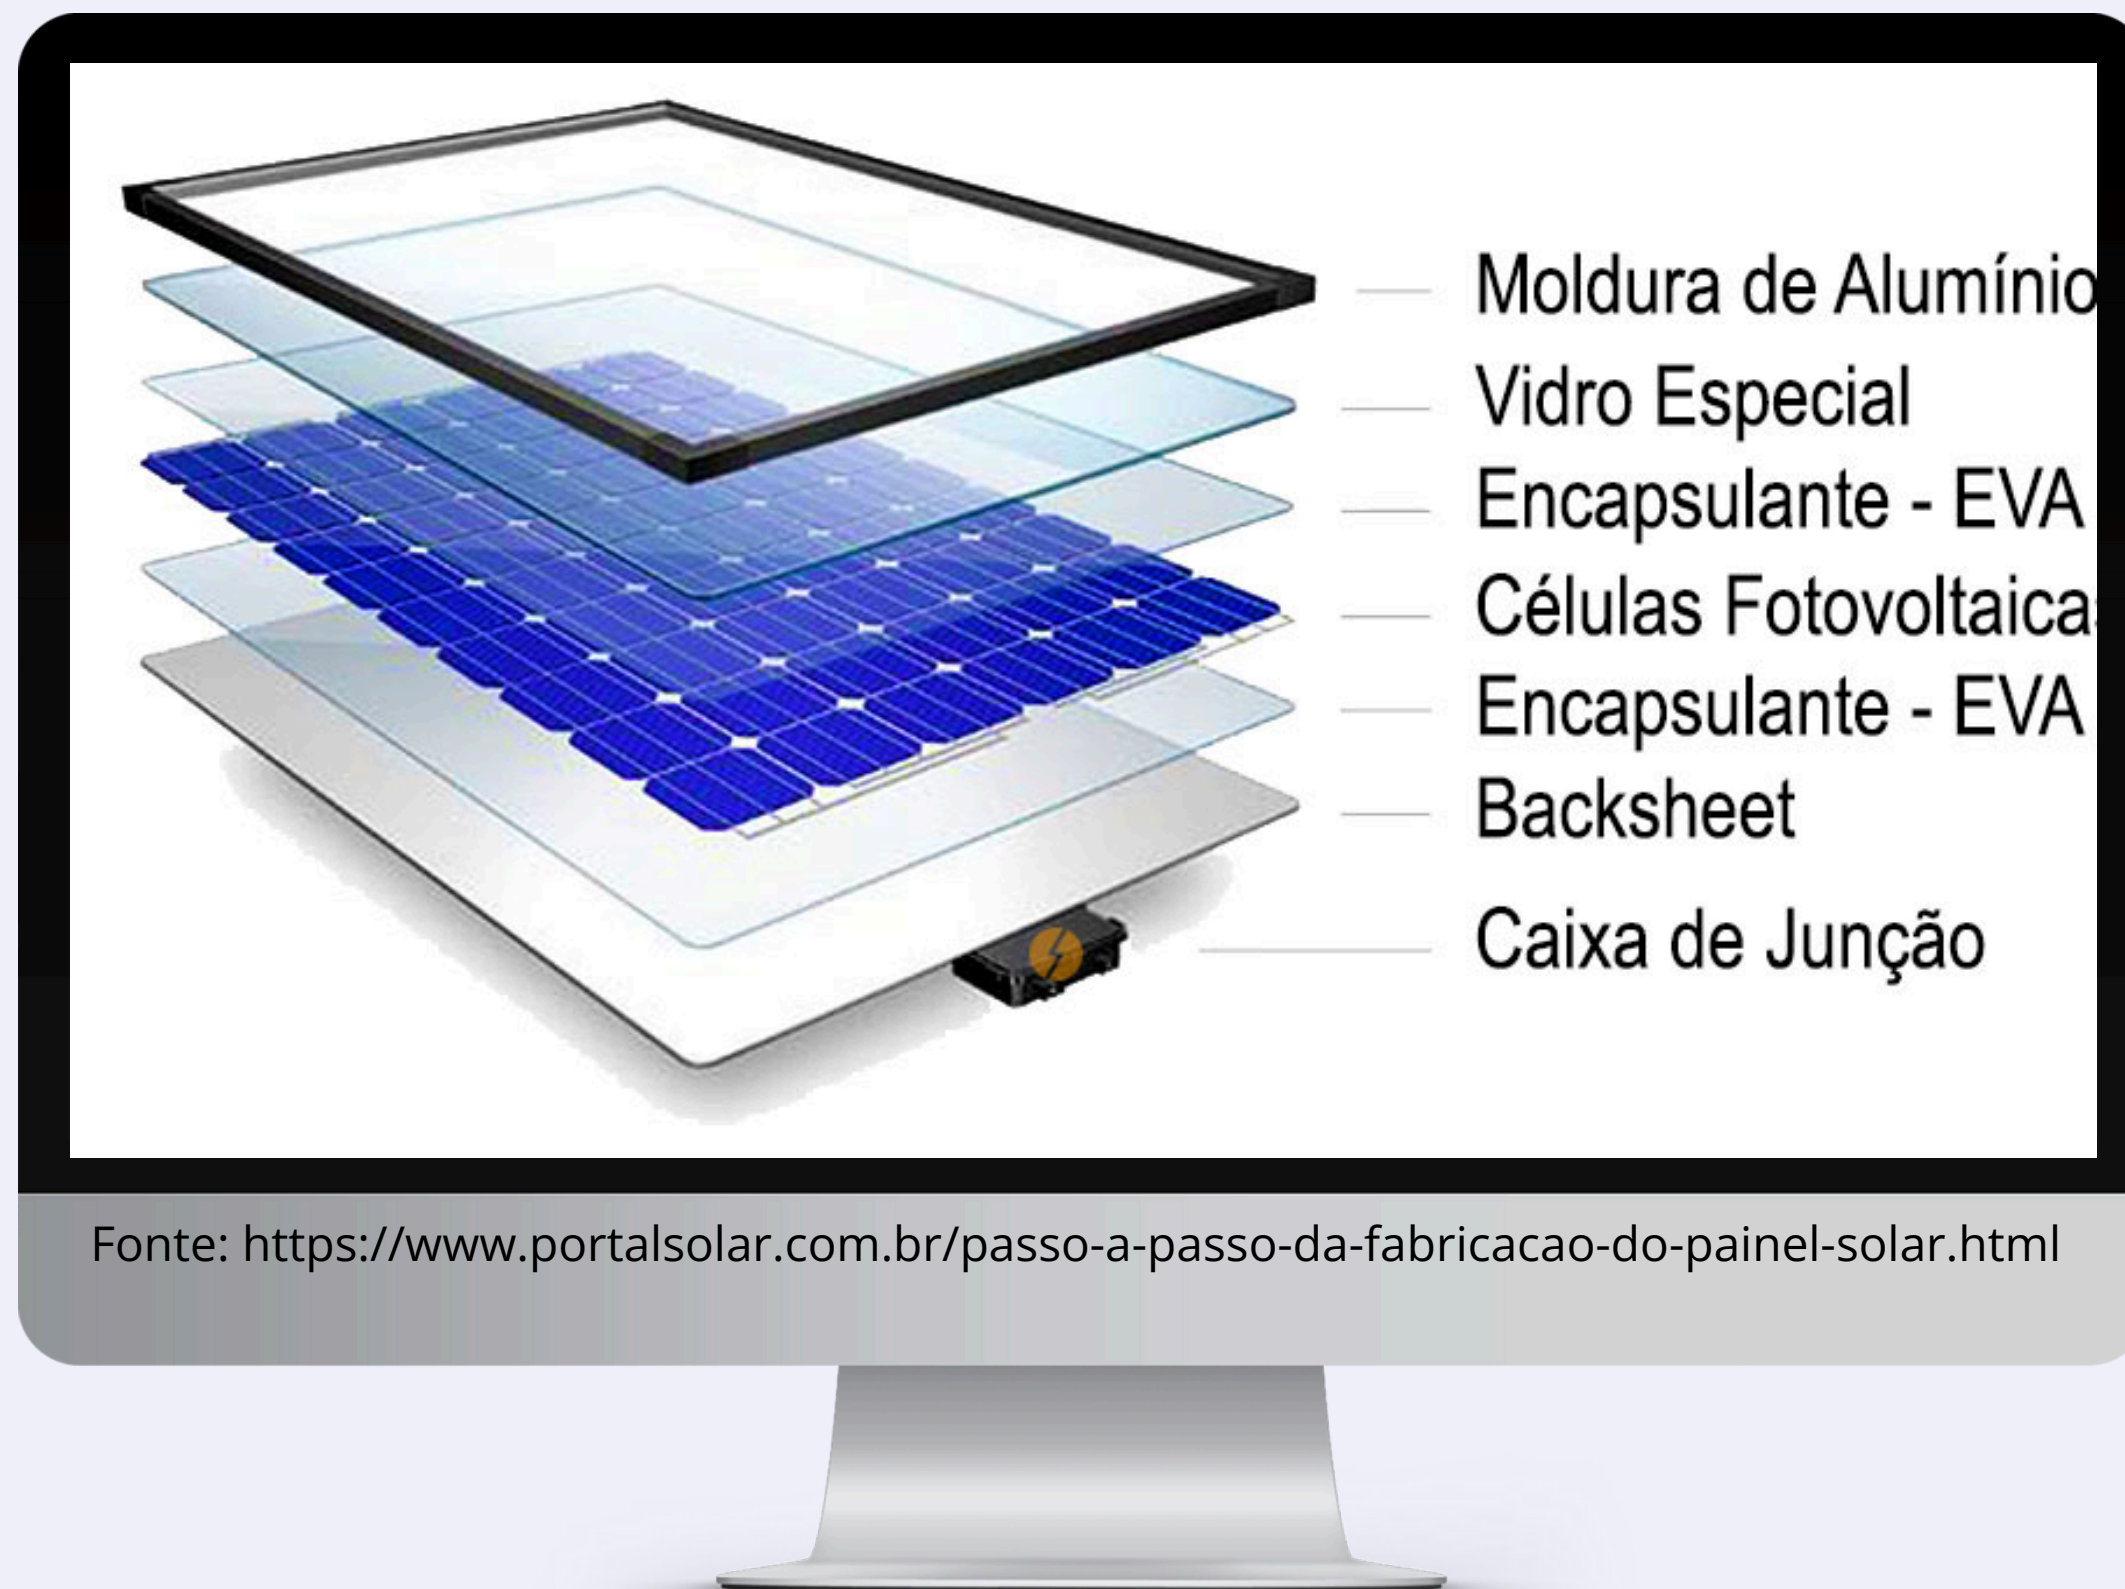 Moldura de Alumínio
Vidro Especial
Encapsulante - EVA
Células Fotovoltaicas
Encapsulante - EVA
Backsheet
Caixa de Junção
Fonte: https://www.portalsolar.com.br/passo-a-passo-da-fabricacao-do-painel-solar.html